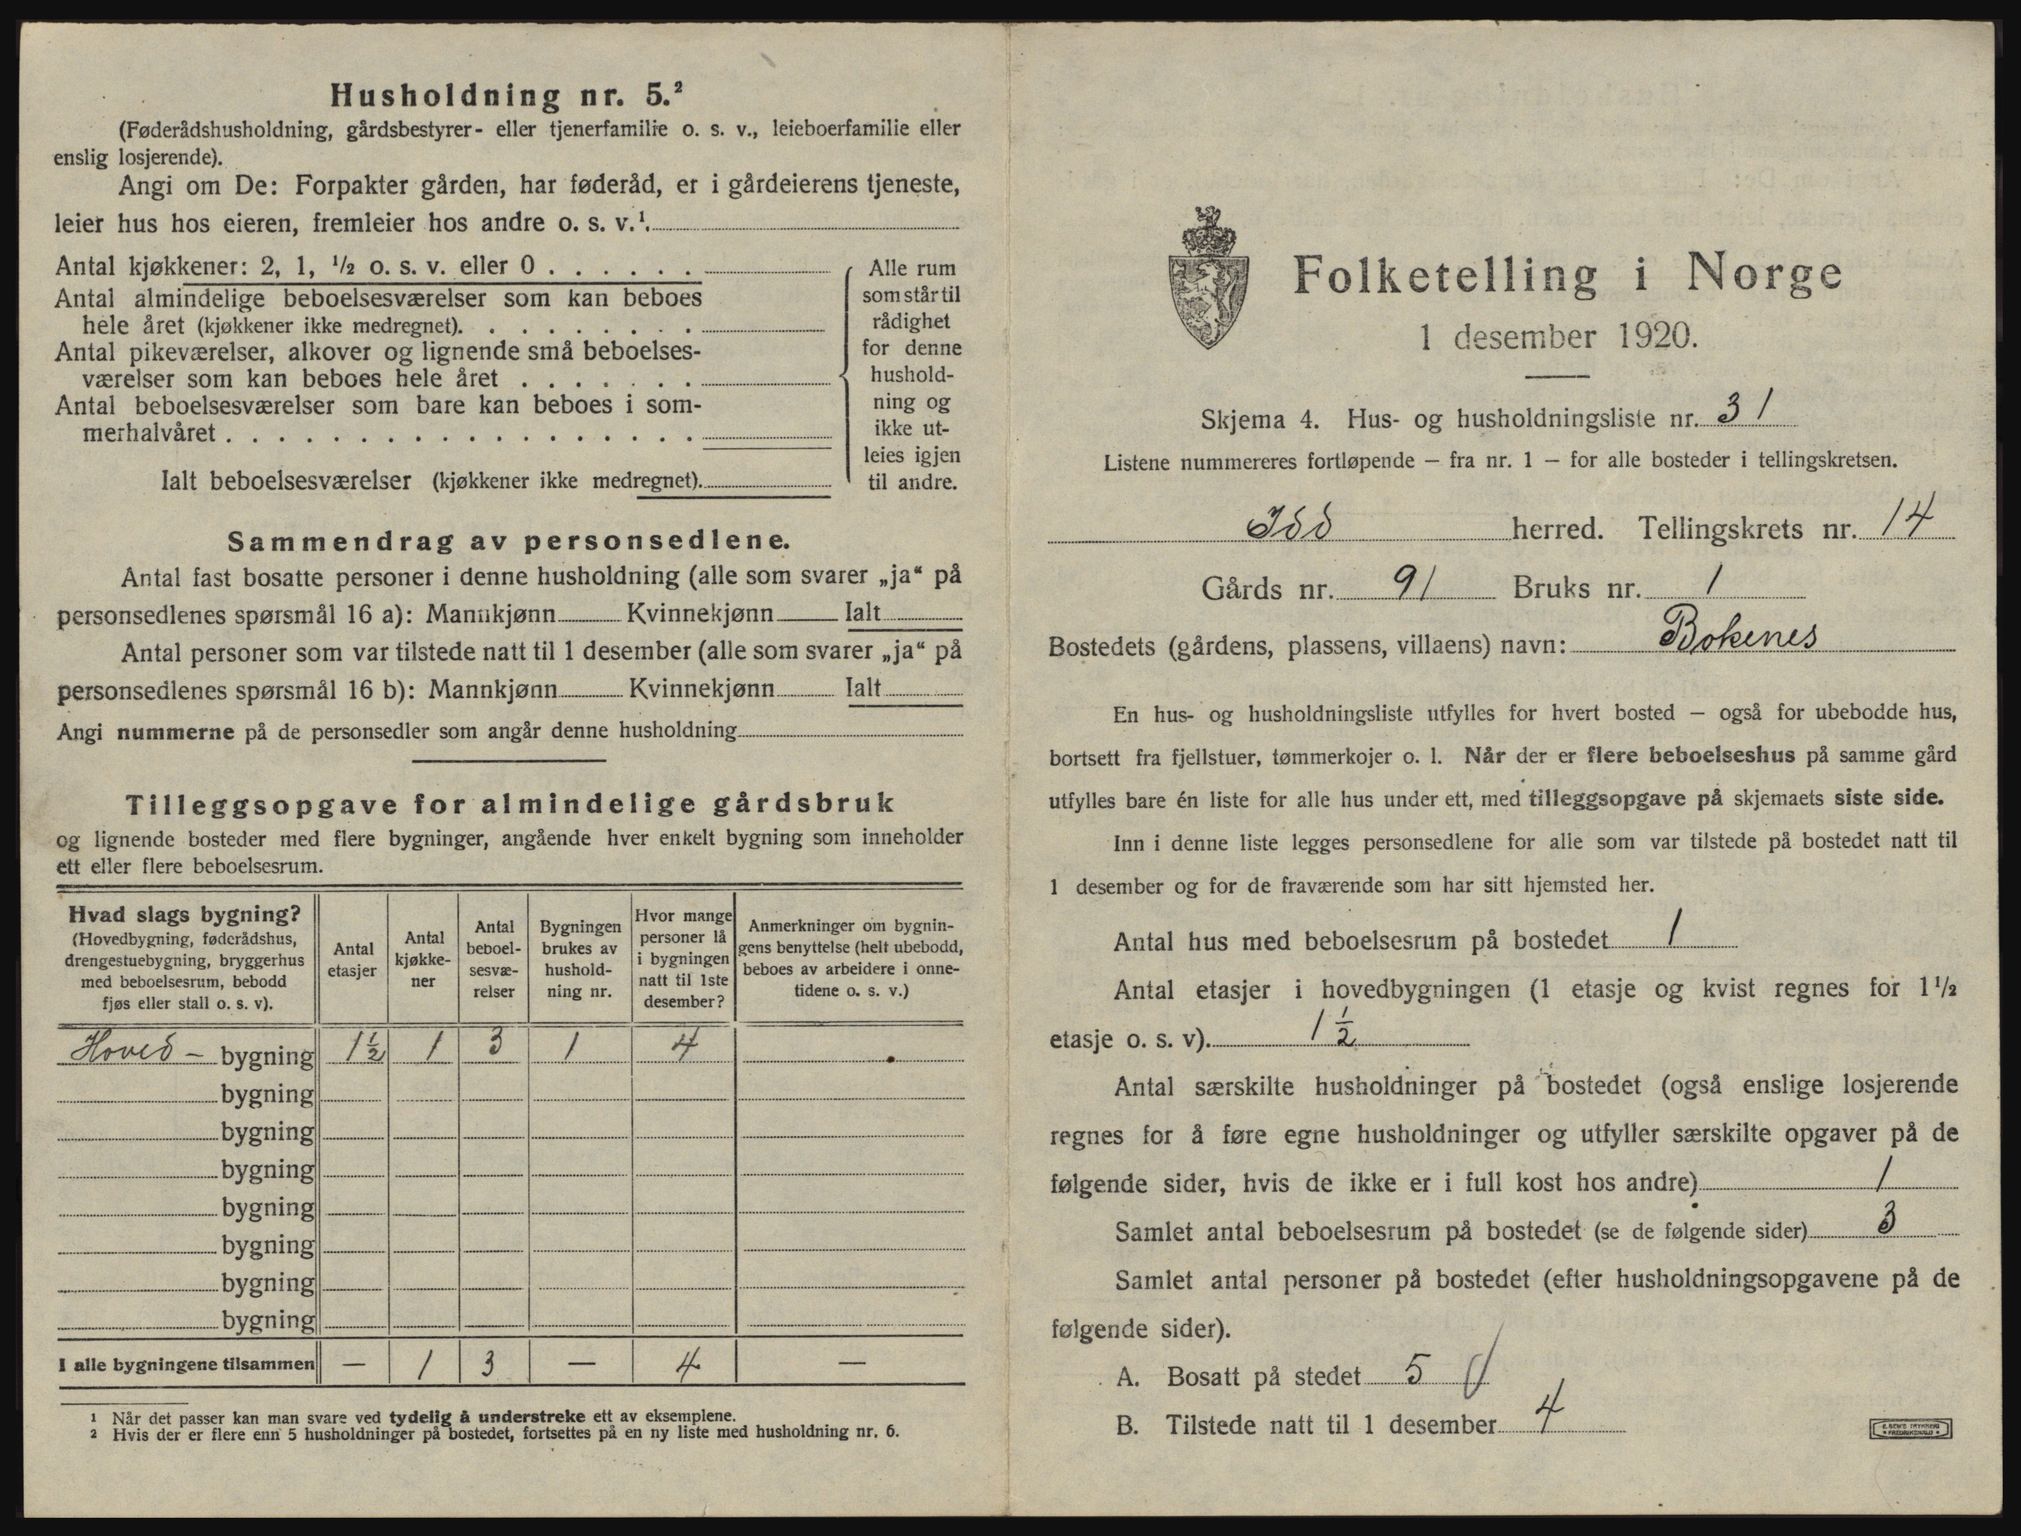 Husholdning nr. 5.²
(Føderådshusholdning, gårdsbestyrer- eller tjenerfamilie o. s. v., leieboerfamilie eller
enslig losjerende).
Angi om De: Forpakter gården, har føderåd, er i gårdeierens tjeneste,
leier hus hos eieren, fremleier hos andre o. s. v.¹.
Antal kjøkkener: 2, 1, ½ o. s. v. eller 0 . . . . . .
Antal almindelige beboelsesværelser som kan beboes
hele året (kjøkkener ikke medregnet). . . . . . . . .
Antal pikeværelser, alkover og lignende små beboelses-
værelser som kan beboes hele året . . . . . . .
Antal beboelsesværelser som bare kan beboes i som-
merhalvåret . . . . . . . . . . . . . . . . . .
Ialt beboelsesværelser (kjøkkener ikke medregnet).
Alle rum
som står til
rådighet
for denne
hushold-
ning og
ikke ut-
leies igjen
til andre.
Sammendrag av personsedlene.
Antal fast bosatte personer i denne husholdning (alle som svarer „ja“ på
personsedlenes spørsmål 16 a): Mannkjønn Kvinnekjønn Ialt
Antal personer som var tilstede natt til 1 desember (alle som svarer „ja“ på
personsedlenes spørsmål 16 b): Mannkjønn Kvinnekjønn Ialt
Angi nummerne på de personsedler som angår denne husholdning
Tilleggsopgave for almindelige gårdsbruk
og lignende bosteder med flere bygninger, angående hver enkelt bygning som inneholder
ett eller flere beboelsesrum.
Hvad slags bygning?
(Hovedbygning, føderådshus,
drengestuebygning, bryggerhus
med beboelsesrum, bebodd
fjøs eller stall o. s. v).
Antal
etasjer
Antal
kjøkke-
ner
Antal
beboel-
sesvæ-
relser
Bygningen
brukes av
hushold-
ning nr.
Hvor mange
personer lå
i bygningen
natt til 1ste
desember?
Anmerkninger om bygnin-
gens benyttelse (helt ubebodd,
beboes av arbeidere i onne-
tidene o. s. v.)
Hoved - bygning 1½ 1 3 1 4
bygning
bygning
bygning
bygning
bygning
bygning
bygning
I alle bygningene tilsammen — 1 3 — 4 —
¹ Når det passer kan man svare ved tydelig å understreke ett av eksemplene.
² Hvis der er flere enn 5 husholdninger på bostedet, fortsettes på en ny liste med husholdning nr. 6.
Folketelling i Norge
1 desember 1920.
Skjema 4. Hus- og husholdningsliste nr. 31
Listene nummereres fortløpende – fra nr. 1 – for alle bosteder i tellingskretsen.
Idd herred. Tellingskrets nr. 14
Gårds nr. 91 Bruks nr. 1
Bostedets (gårdens, plassens, villaens) navn: Bokenes
En hus- og husholdningsliste utfylles for hvert bosted – også for ubebodde hus,
bortsett fra fjellstuer, tømmerkojer o. l. Når der er flere beboelseshus på samme gård
utfylles bare én liste for alle hus under ett, med tilleggsopgave på skjemaets siste side.
Inn i denne liste legges personsedlene for alle som var tilstede på bostedet natt til
1 desember og for de fraværende som har sitt hjemsted her.
Antal hus med beboelsesrum på bostedet 1
Antal etasjer i hovedbygningen (1 etasje og kvist regnes for 1½
etasje o. s. v). 1½
Antal særskilte husholdninger på bostedet (også enslige losjerende
regnes for å føre egne husholdninger og utfyller særskilte opgaver på de
følgende sider, hvis de ikke er i full kost hos andre) 1
Samlet antal beboelsesrum på bostedet (se de følgende sider) 3
Samlet antal personer på bostedet (efter husholdningsopgavene på de
følgende sider).
A. Bosatt på stedet 5
B. Tilstede natt til 1 desember 4